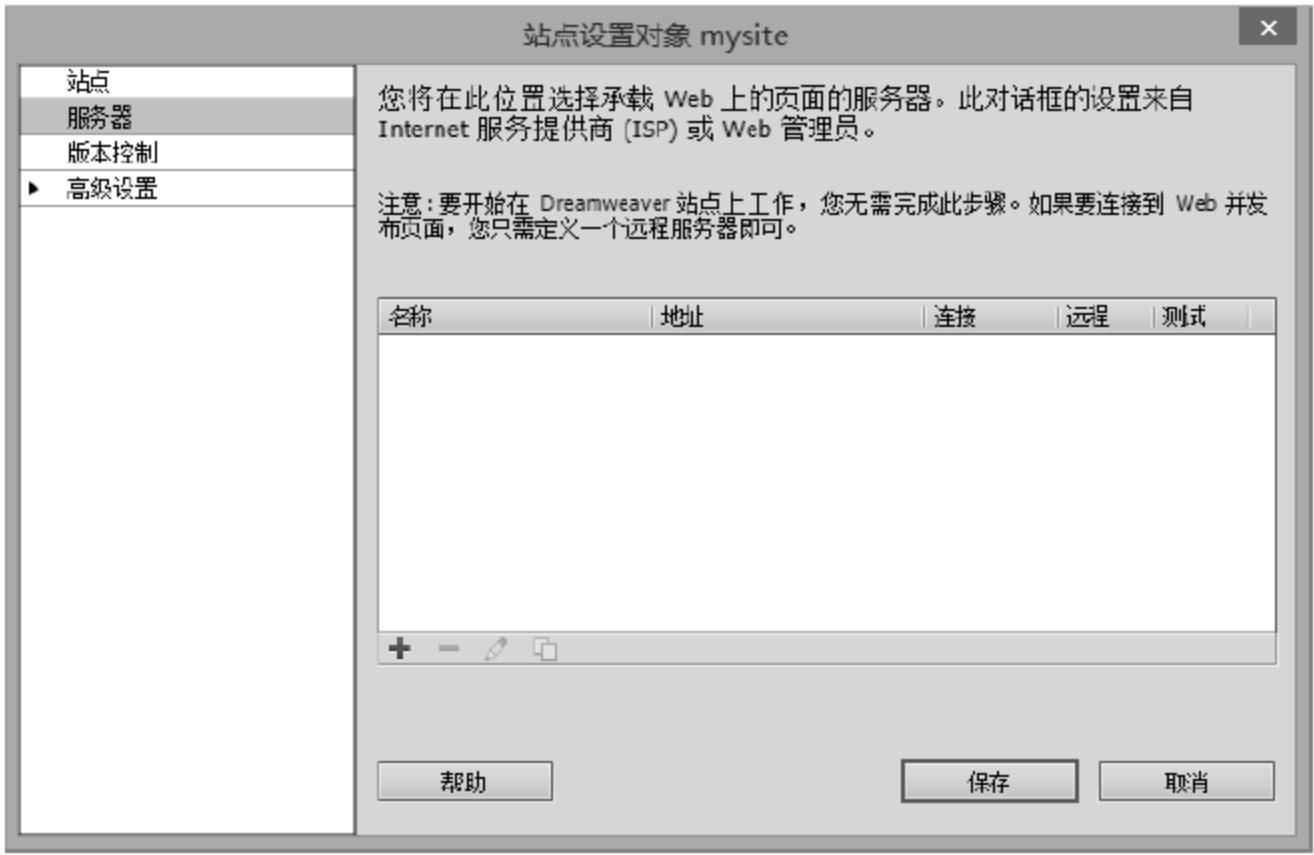 站点设置对象 mysite
站点
服务器
版本控制
高级设置
您将在此位置选择承载 Web 上的页面的服务器。此对话框的设置来自
Internet 服务提供商 (ISP) 或 Web 管理员。
注意：要开始在 Dreamweaver 站点上工作，您无需完成此步骤。如果要连接到 Web 并发
布页面，您只需定义一个远程服务器即可。
名称 地址 连接 远程 测试
帮助 保存 取消